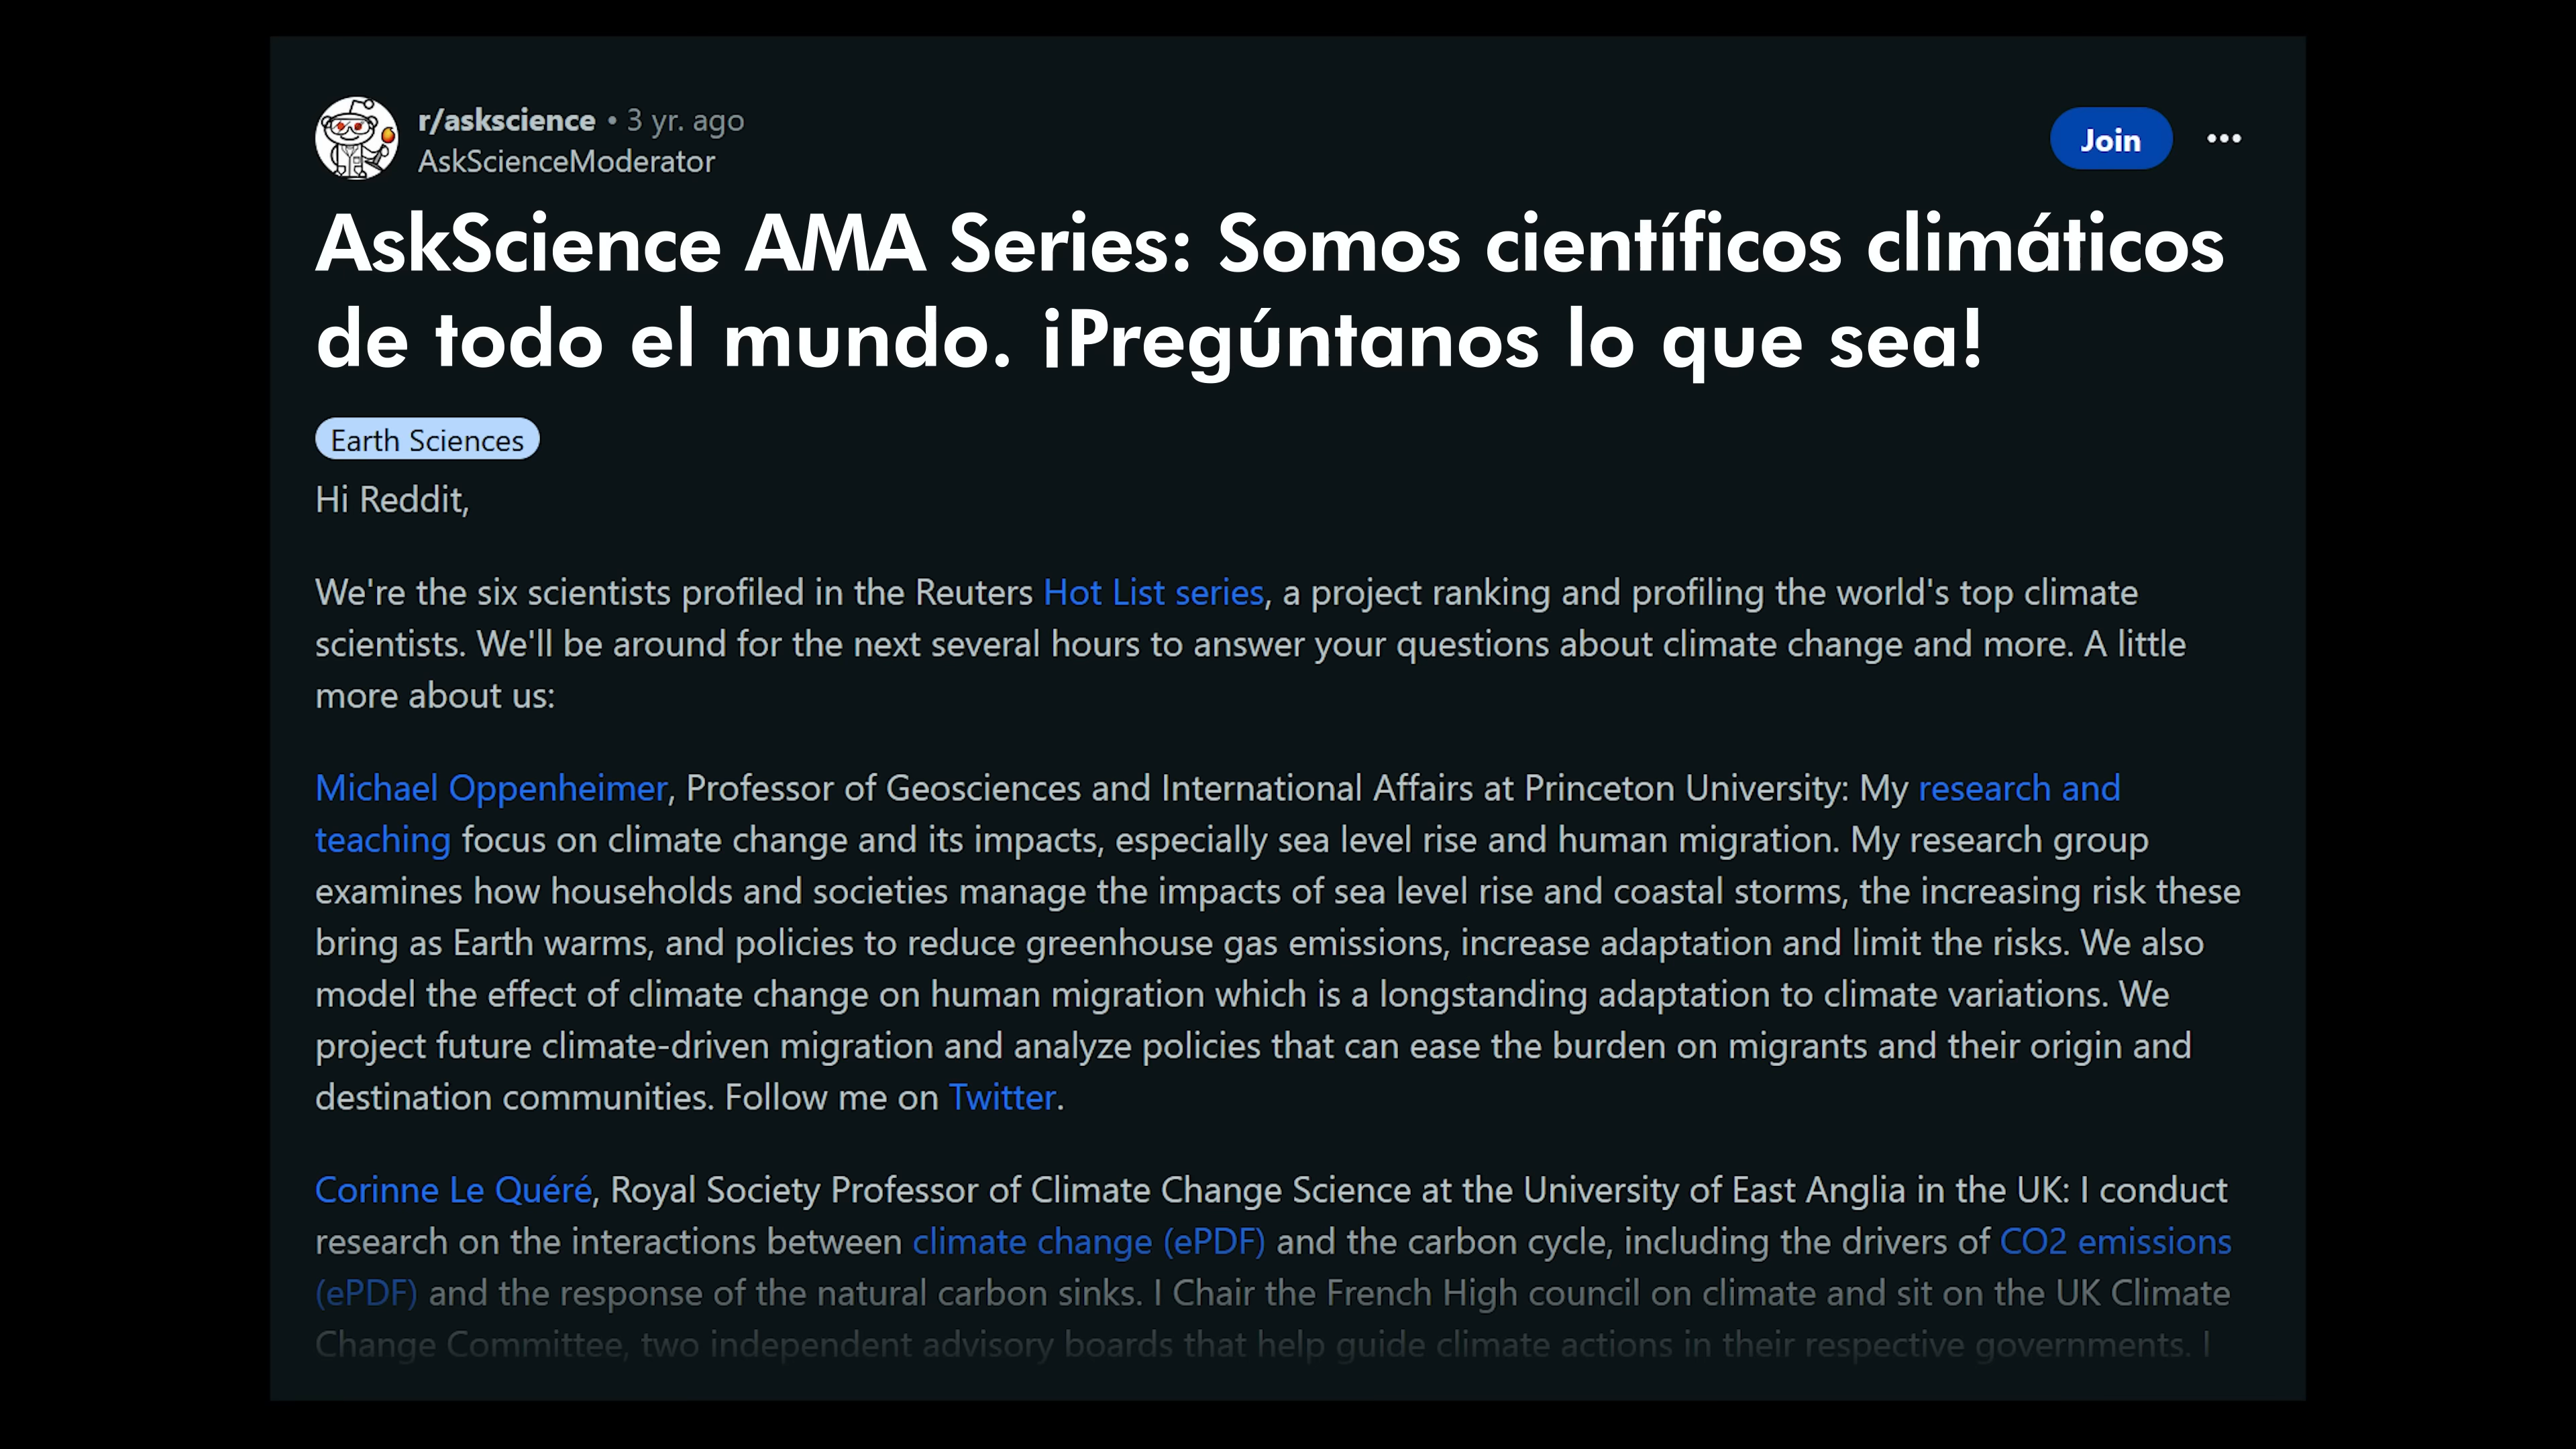 r/askscience • 3 yr. ago
AskScienceModerator
Join
AskScience AMA Series: Somos científicos climáticos
de todo el mundo. ¡Pregúntanos lo que sea!
Earth Sciences
Hi Reddit,
We're the six scientists profiled in the Reuters Hot List series, a project ranking and profiling the world's top climate
scientists. We'll be around for the next several hours to answer your questions about climate change and more. A little
more about us:
Michael Oppenheimer, Professor of Geosciences and International Affairs at Princeton University: My research and
teaching focus on climate change and its impacts, especially sea level rise and human migration. My research group
examines how households and societies manage the impacts of sea level rise and coastal storms, the increasing risk these
bring as Earth warms, and policies to reduce greenhouse gas emissions, increase adaptation and limit the risks. We also
model the effect of climate change on human migration which is a longstanding adaptation to climate variations. We
project future climate-driven migration and analyze policies that can ease the burden on migrants and their origin and
destination communities. Follow me on Twitter.
Corinne Le Quéré, Royal Society Professor of Climate Change Science at the University of East Anglia in the UK: I conduct
research on the interactions between climate change (ePDF) and the carbon cycle, including the drivers of CO2 emissions
(ePDF) and the response of the natural carbon sinks. I Chair the French High council on climate and sit on the UK Climate
Change Committee, two independent advisory boards that help guide climate actions in their respective governments. I